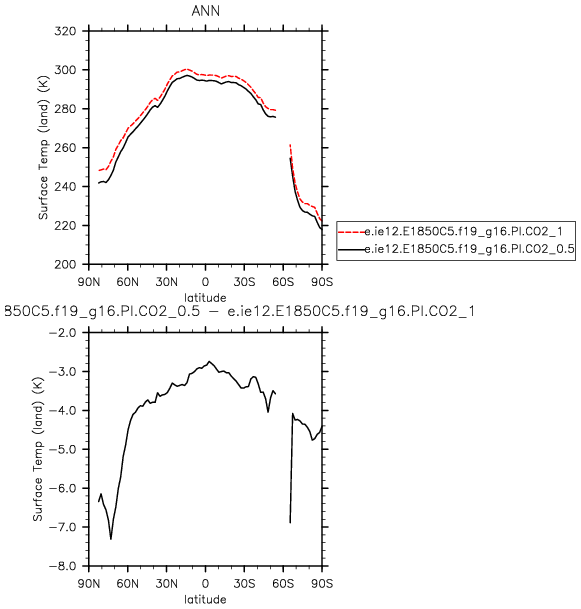 ANN
320
300
280
260
240
220
200
Surface Temp (land) (K)
90N 60N 30N 0 30S 60S 90S
latitude
e.ie12.E1850C5.f19_g16.PI.CO2_1
e.ie12.E1850C5.f19_g16.PI.CO2_0.5
850C5.f19_g16.PI.CO2_0.5 − e.ie12.E1850C5.f19_g16.PI.CO2_1
−2.0
−3.0
−4.0
−5.0
−6.0
−7.0
−8.0
Surface Temp (land) (K)
90N 60N 30N 0 30S 60S 90S
latitude